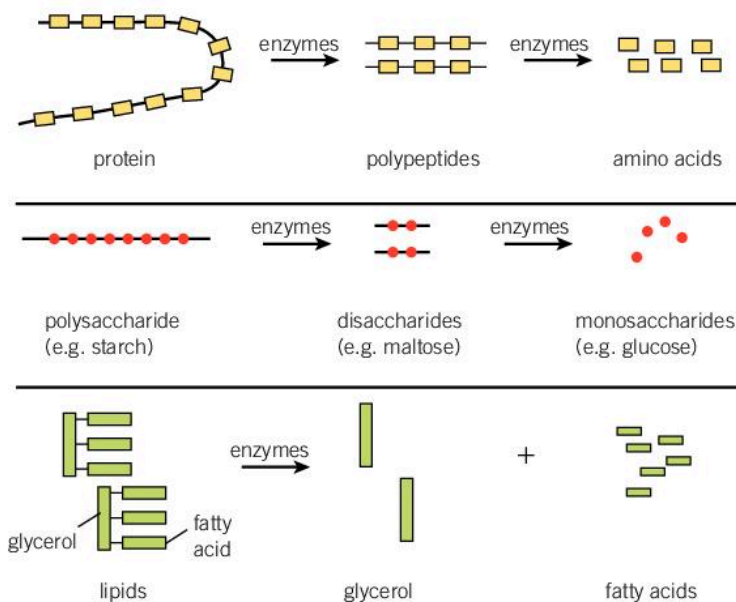 enzymes
enzymes
protein
polypeptides
amino acids
enzymes
enzymes
polysaccharide
(e.g. starch)
disaccharides
(e.g. maltose)
monosaccharides
(e.g. glucose)
enzymes
+
glycerol
fatty
acid
lipids
glycerol
fatty acids